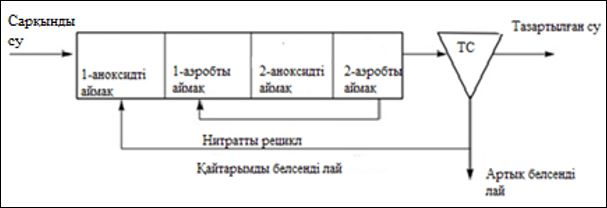 Сарқынды
су
1-аноксидті
аймақ
1-аэробты
аймақ
2-аноксидті
аймақ
2-аэробты
аймақ
ТС
Тазартылған су
Нитратты рецикл
Қайтарымды белсенді лай
Артық белсенді
лай